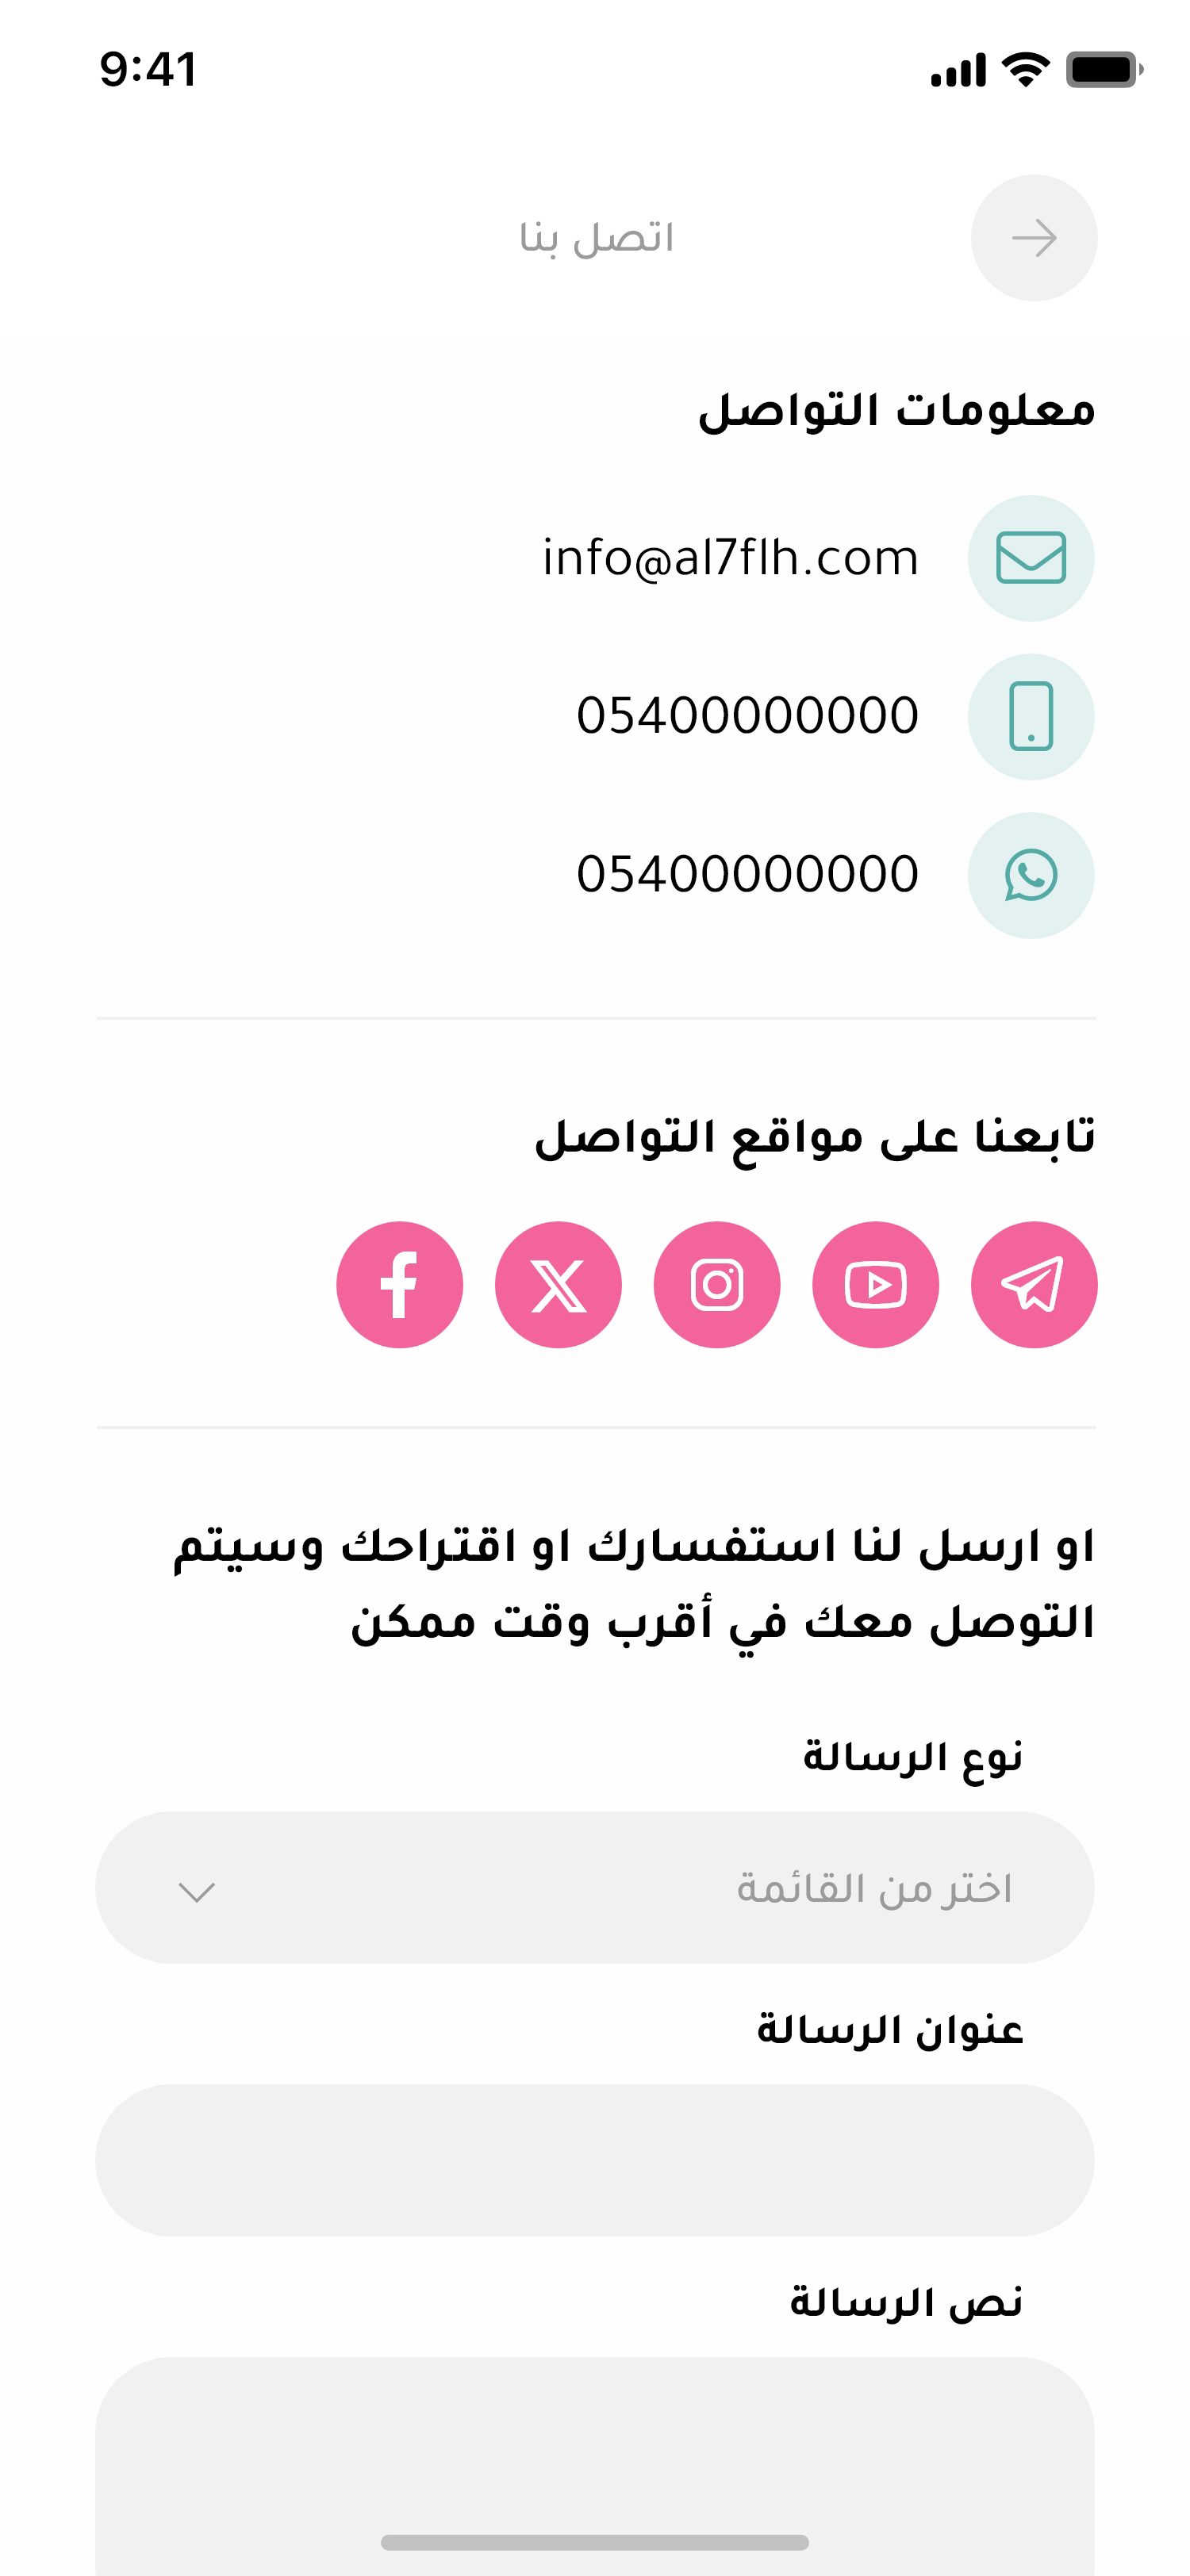 9:41
اتصل بنا
معلومات التواصل
info@al7flh.com
05400000000
05400000000
تابعنا على مواقع التواصل
او ارسل لنا استفسارك او اقتراحك وسيتم
التوصل معك في أقرب وقت ممكن
نوع الرسالة
اختر من القائمة
عنوان الرسالة
نص الرسالة